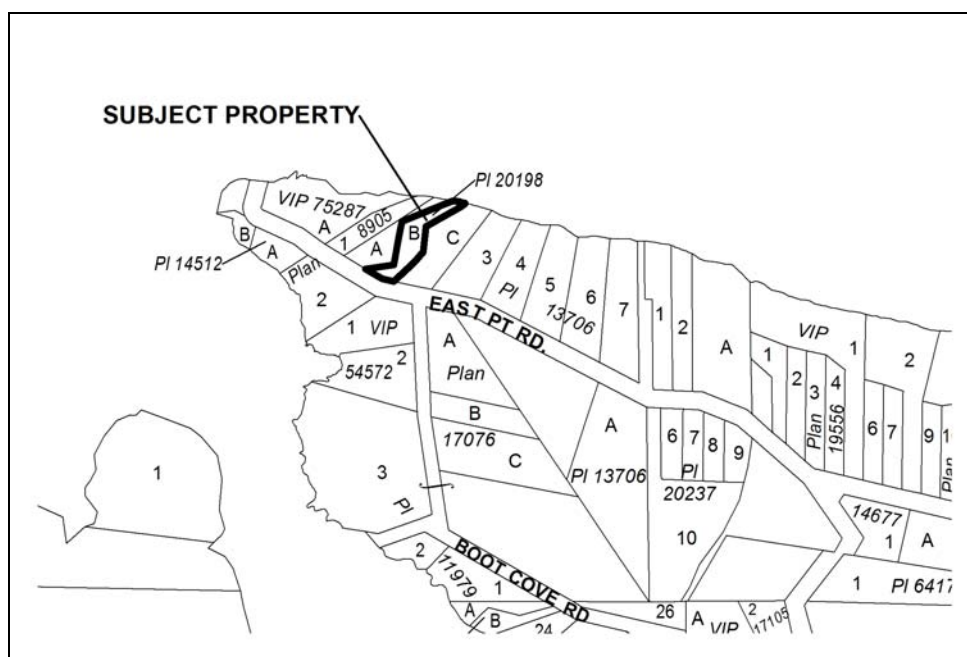 SUBJECT PROPERTY
Pl 20198
VIP 75287
A
1
8905
A
B
C
B
A
Pl 14512
Plan
2
1
VIP
2
54572
3
Pl
3
4
Pl
5
13706
6
7
1
2
A
EAST PT RD.
A
Plan
B
17076
C
A
Pl 13706
6
7
8
9
Pl
20237
10
VIP
1
1
2
3
4
Plan
19556
2
6
7
9
Plan
14677
1
A
1
Pl 6417
1
2
11979
1
BOOT COVE RD
A
B
24
26
A
VIP
2
17105